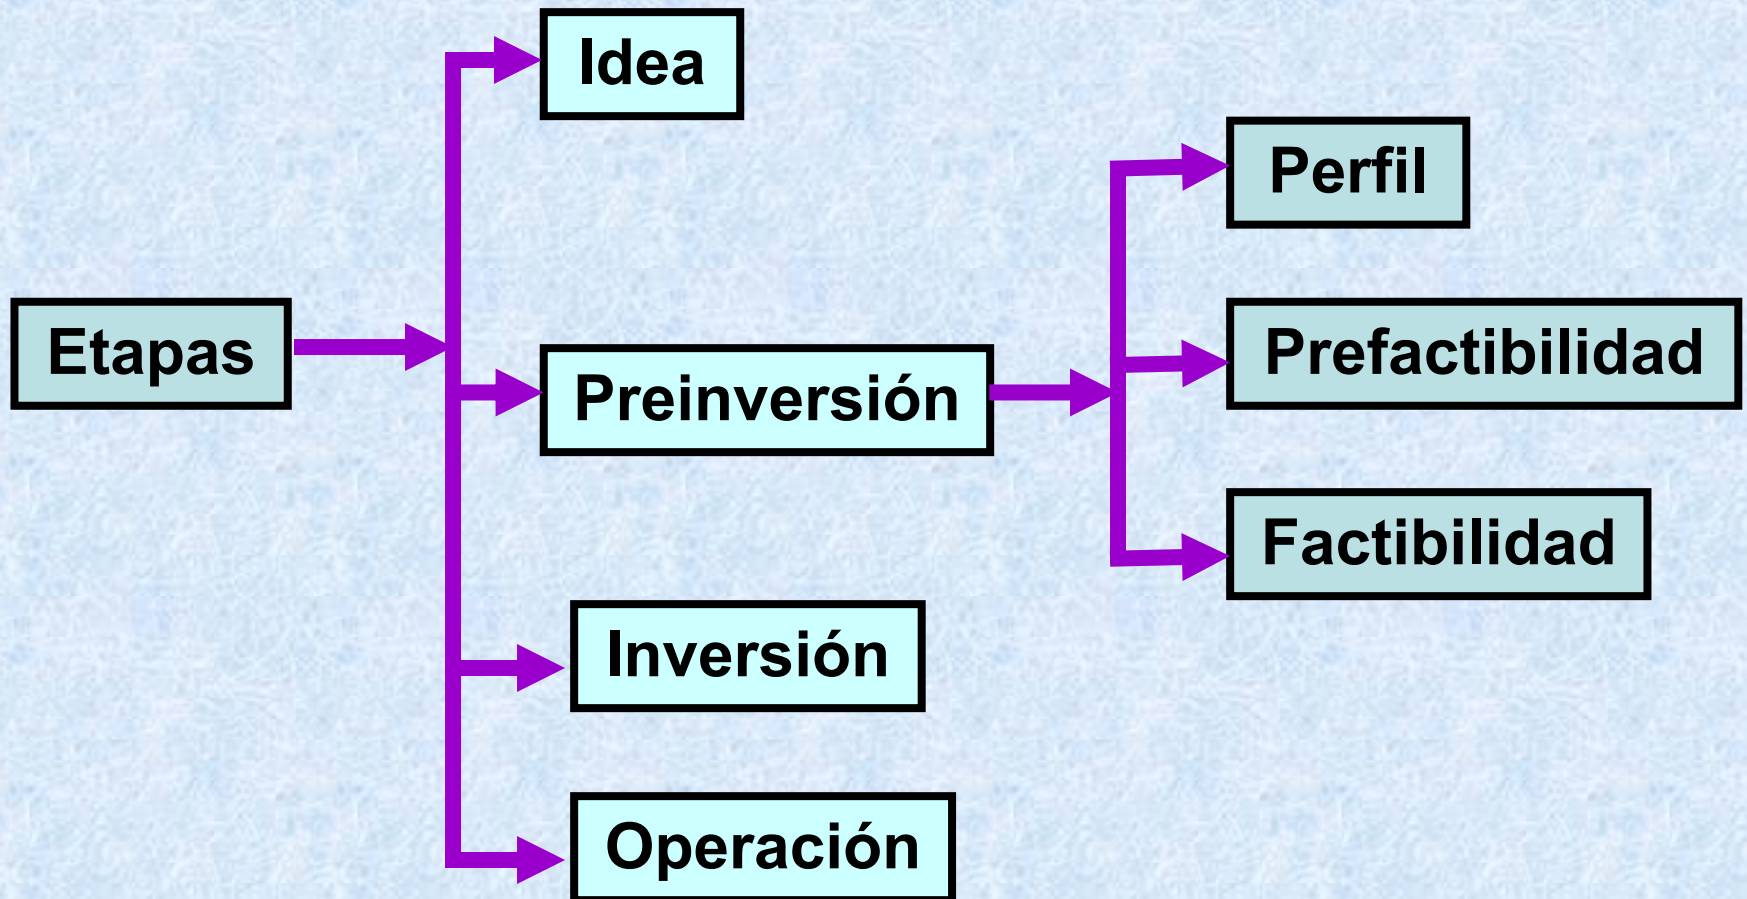 Etapas
Idea
Preinversión
Inversión
Operación
Perfil
Prefactibilidad
Factibilidad